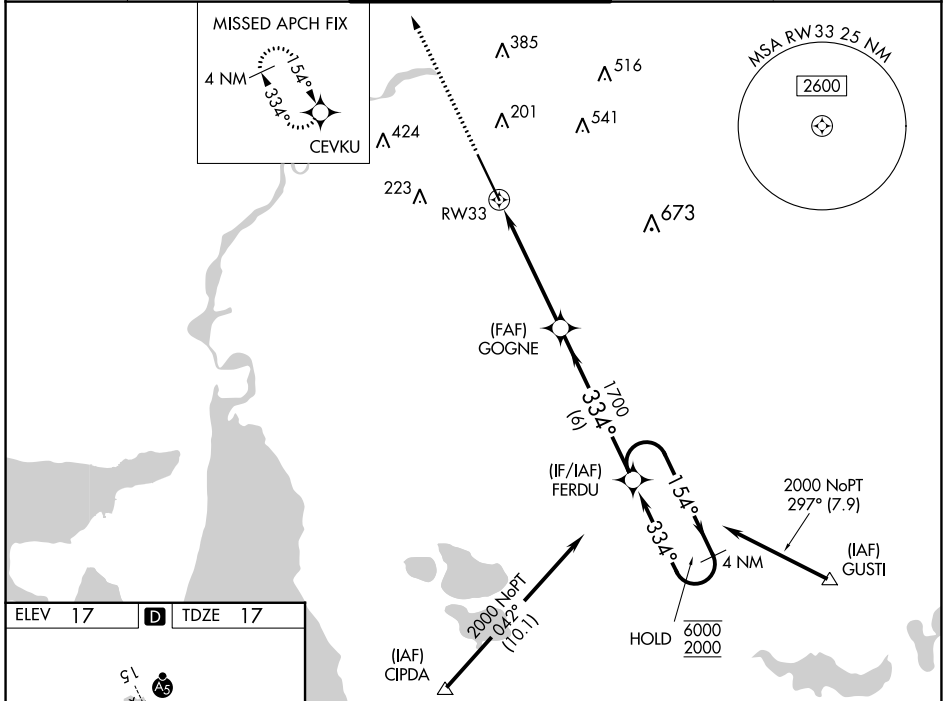 MISSED APCH FIX
4 NM
154°
334°
CEVKU
385
516
201
541
424
223
RW33
673
MSA RW33 25 NM
2600
(FAF)
GOGNE
1700
334°
(6)
(IF/IAF)
FERDU
154°
334°
4 NM
2000 NoPT
297° (7.9)
(IAF)
GUSTI
HOLD
6000
2000
2000 NoPT
042°
(10.1)
(IAF)
CIPDA
ELEV 17
D
TDZE 17
15
A5